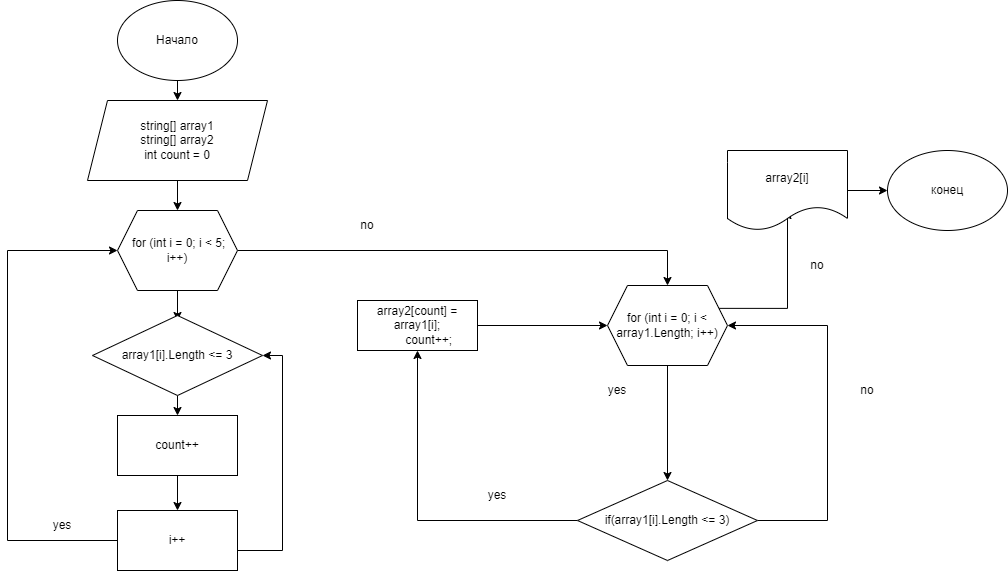 Начало
string[] array1
string[] array2
int count = 0
for (int i = 0; i < 5;
i++)
no
array1[i].Length <= 3
count++
i++
yes
array2[count] =
array1[i];
count++;
for (int i = 0; i <
array1.Length; i++)
yes
no
if(array1[i].Length <= 3)
yes
no
array2[i]
конец